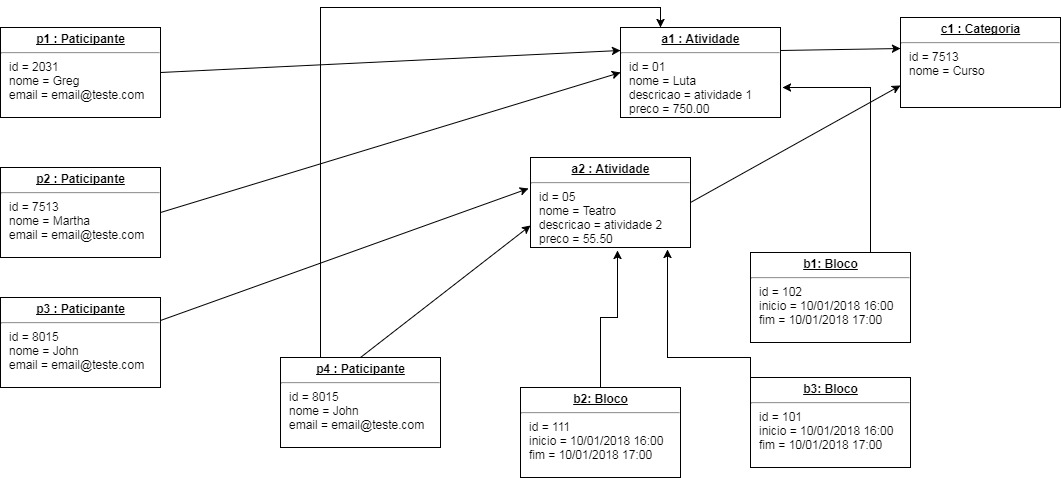 p1 : Paticipante
id = 2031
nome = Greg
email = email@teste.com
a1 : Atividade
id = 01
nome = Luta
descricao = atividade 1
preco = 750.00
c1 : Categoria
id = 7513
nome = Curso
p2 : Paticipante
id = 7513
nome = Martha
email = email@teste.com
a2 : Atividade
id = 05
nome = Teatro
descricao = atividade 2
preco = 55.50
b1: Bloco
id = 102
inicio = 10/01/2018 16:00
fim = 10/01/2018 17:00
p3 : Paticipante
id = 8015
nome = John
email = email@teste.com
p4 : Paticipante
id = 8015
nome = John
email = email@teste.com
b2: Bloco
id = 111
inicio = 10/01/2018 16:00
fim = 10/01/2018 17:00
b3: Bloco
id = 101
inicio = 10/01/2018 16:00
fim = 10/01/2018 17:00